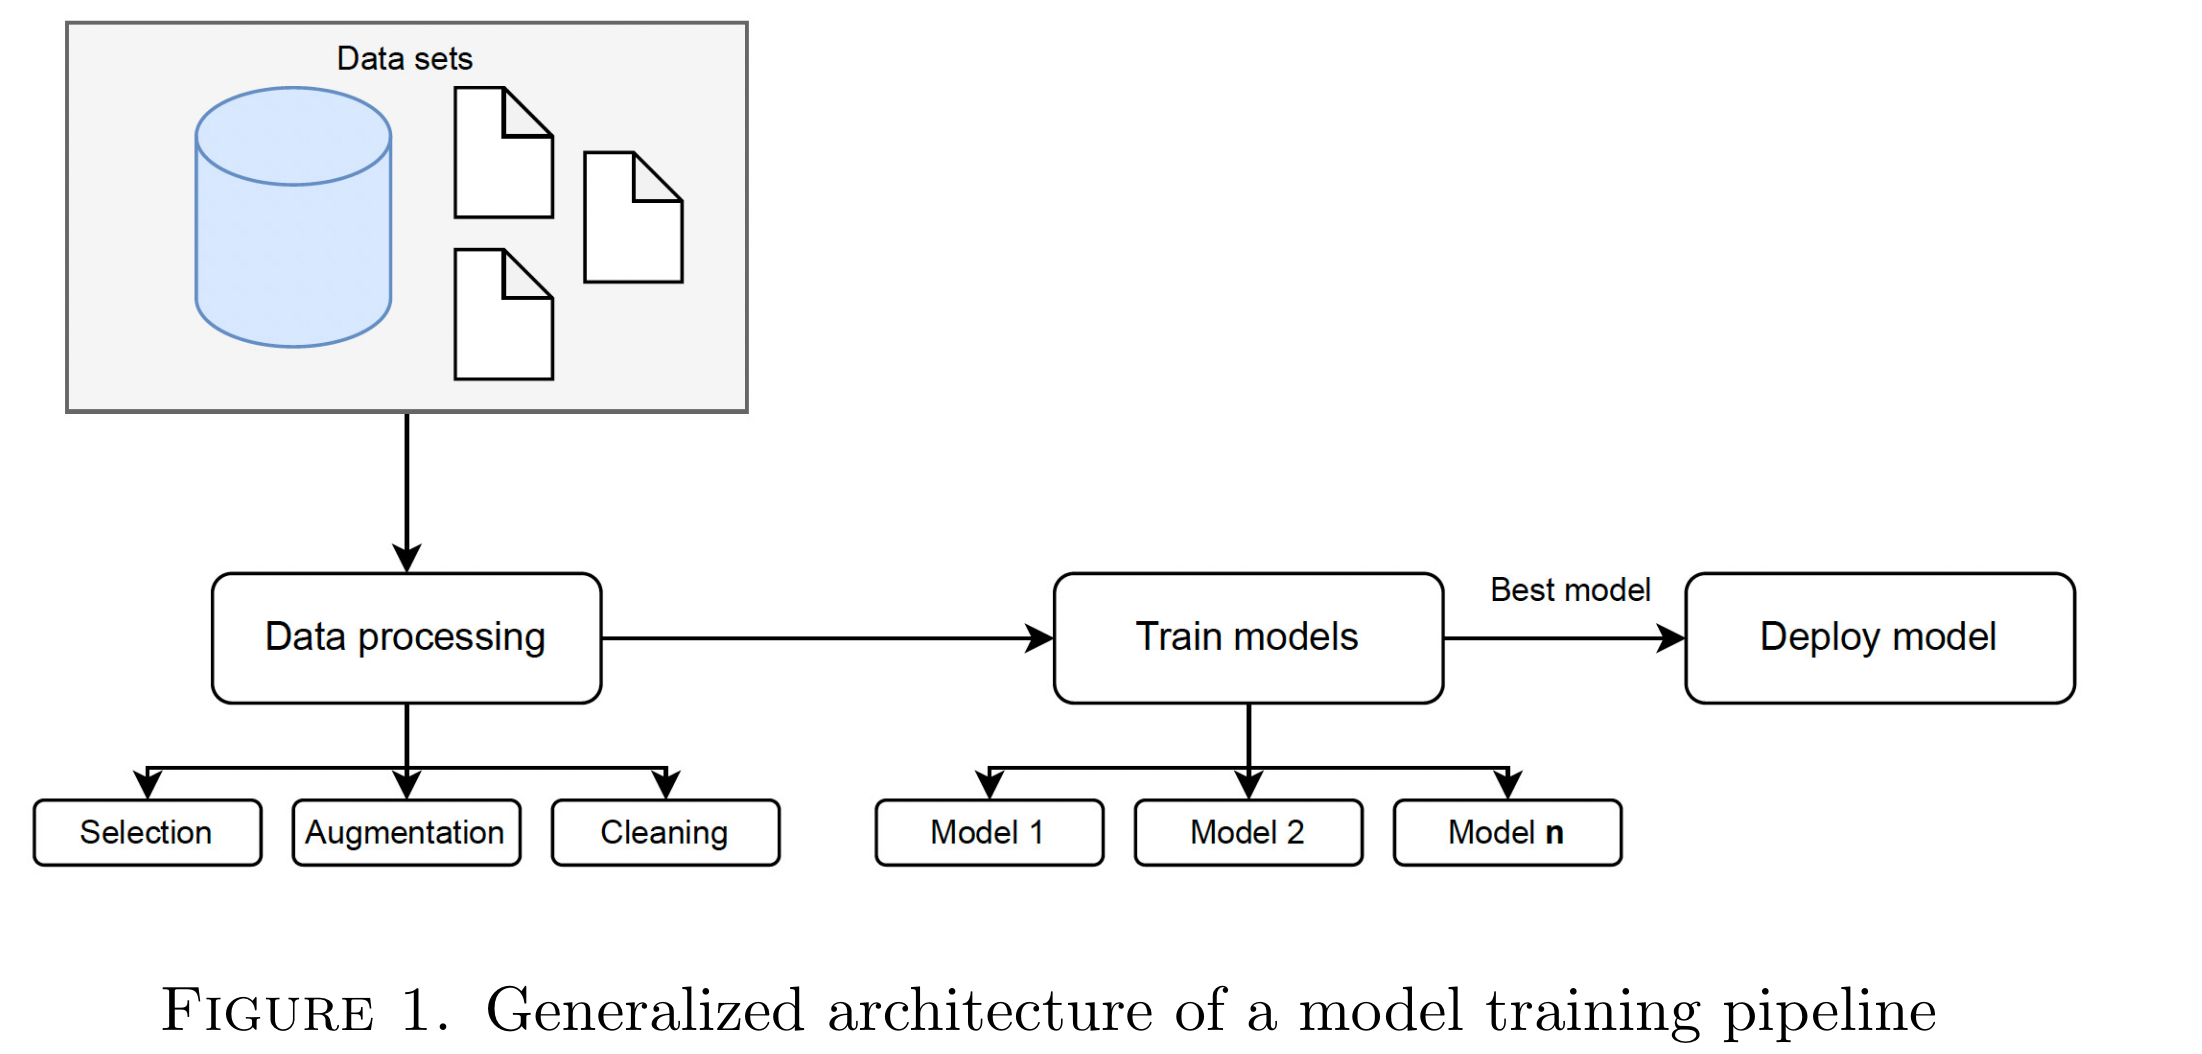 Data sets
Data processing
Train models
Best model
Deploy model
Selection
Augmentation
Cleaning
Model 1
Model 2
Model n
FIGURE 1. Generalized architecture of a model training pipeline